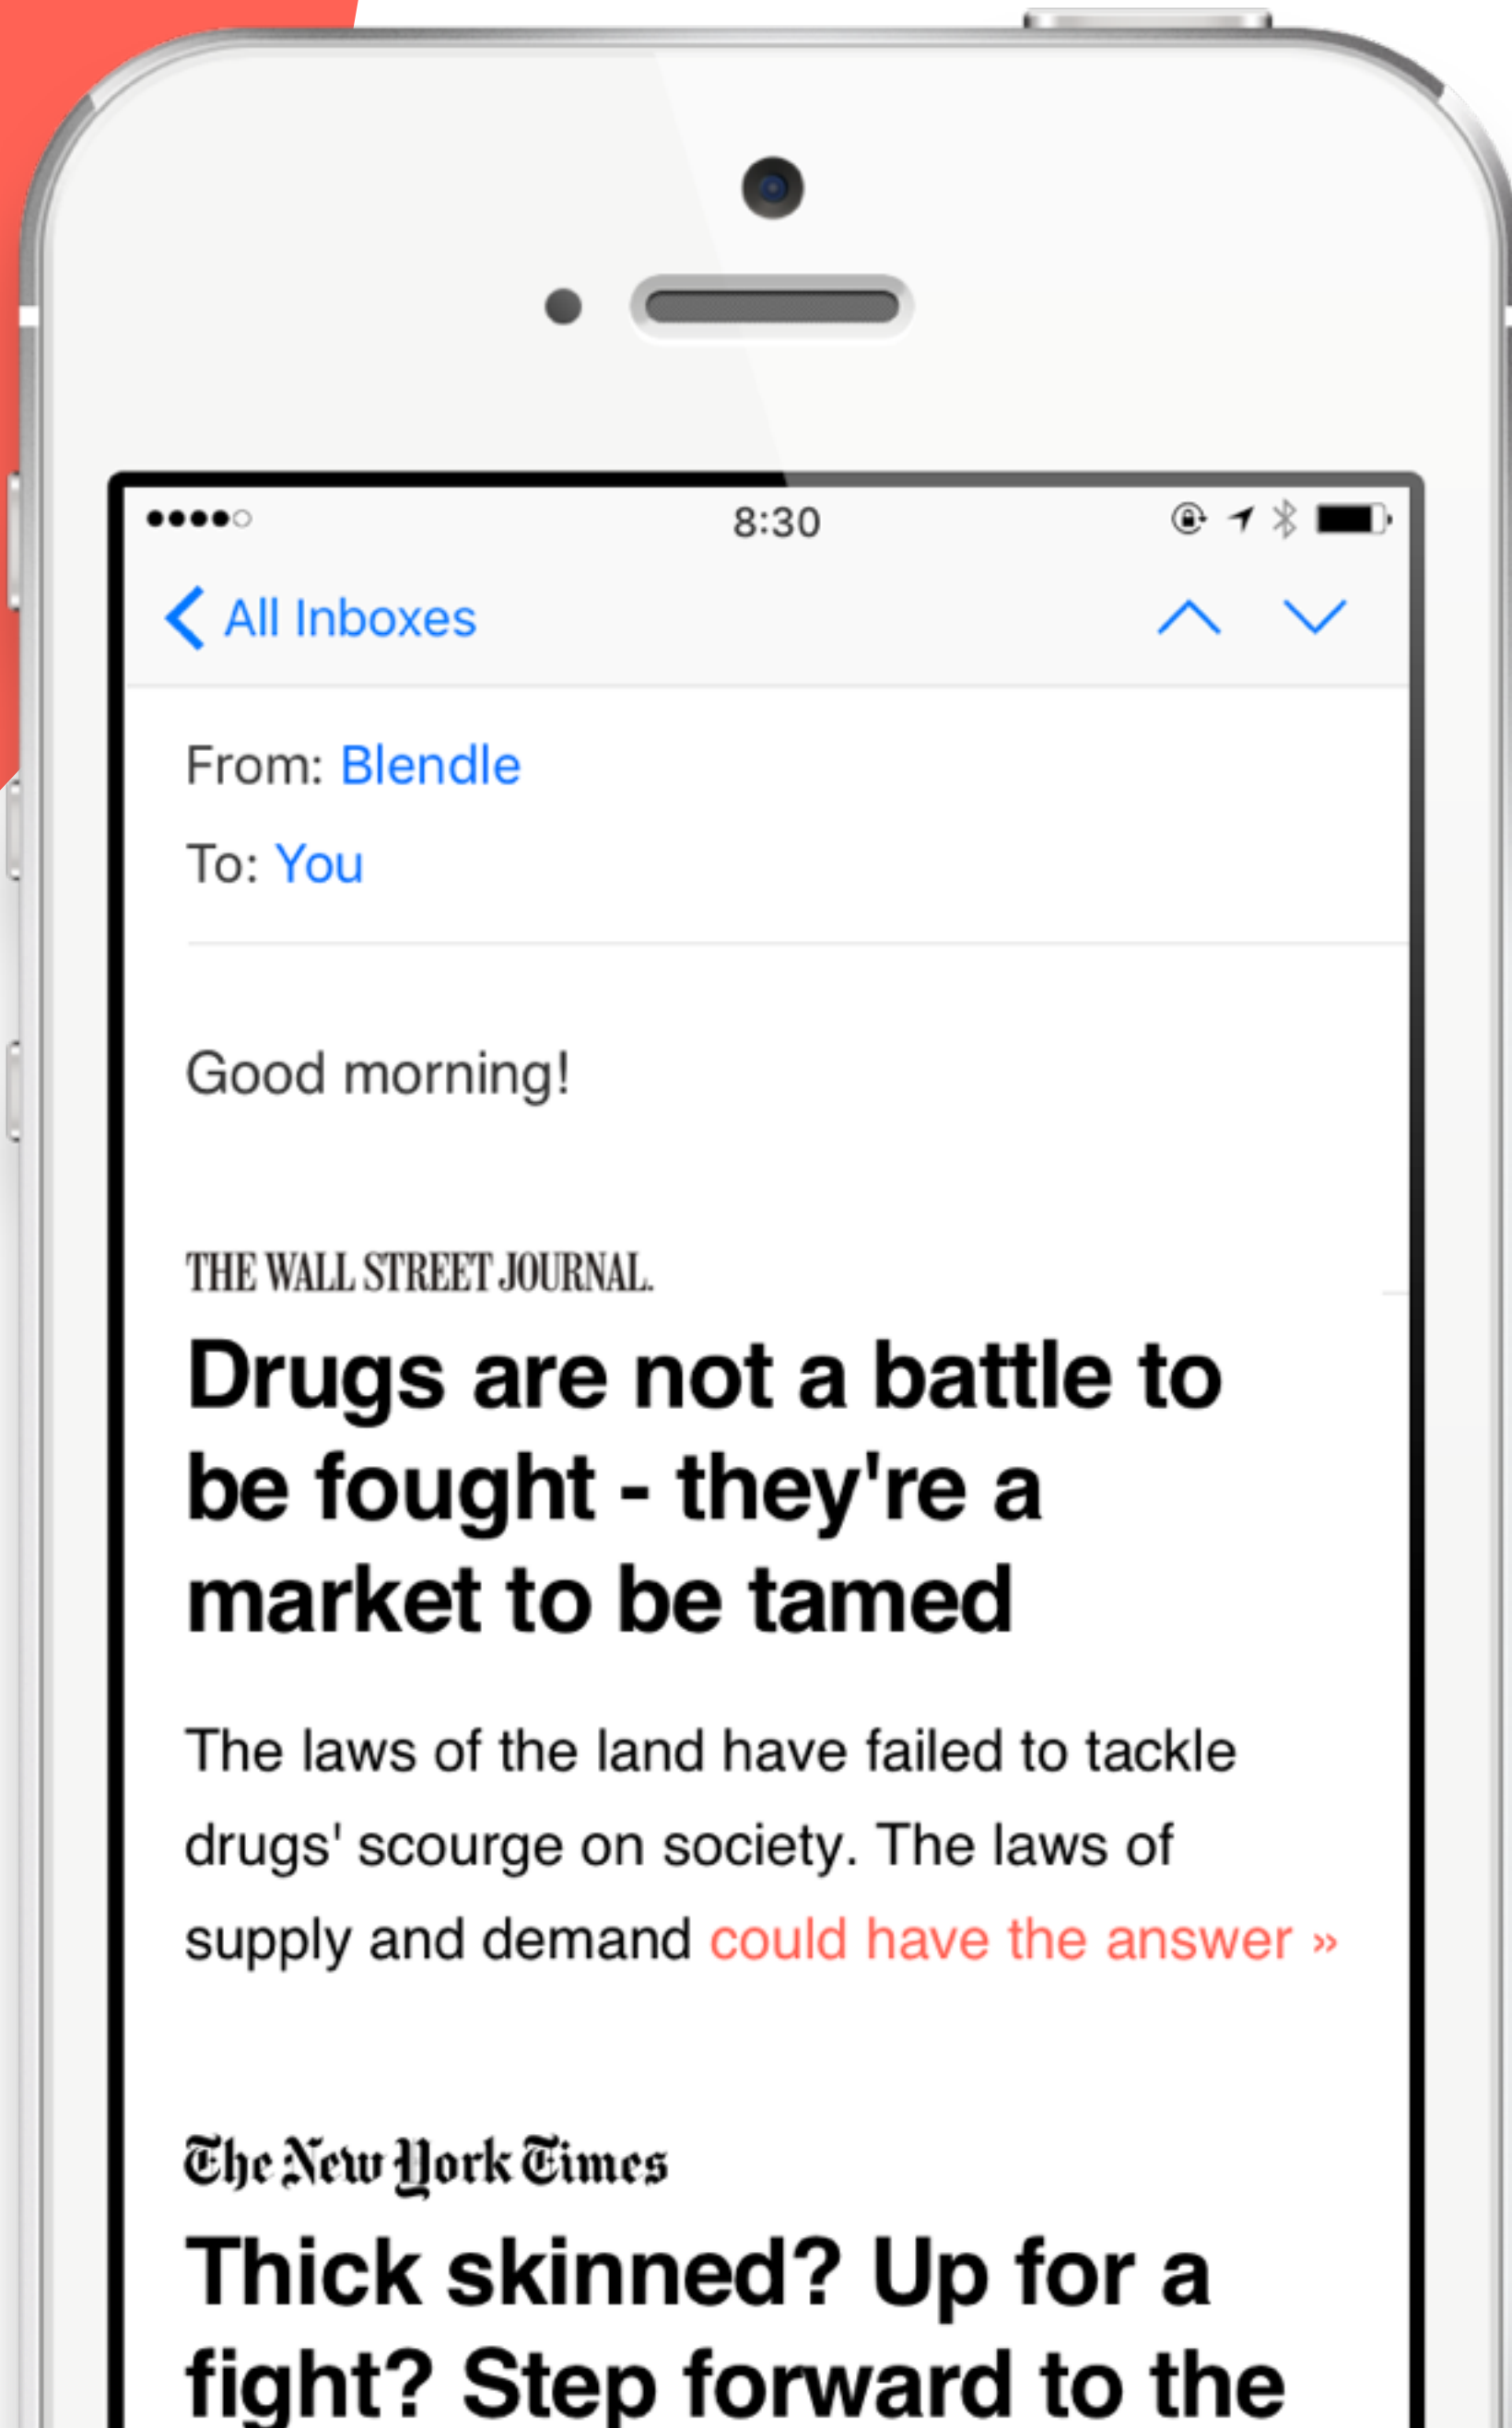 8:30
All Inboxes
From: Blendle
To: You
Good morning!
THE WALL STREET JOURNAL.
Drugs are not a battle to
be fought - they're a
market to be tamed
The laws of the land have failed to tackle
drugs' scourge on society. The laws of
supply and demand could have the answer »
The New York Times
Thick skinned? Up for a
fight? Step forward to the